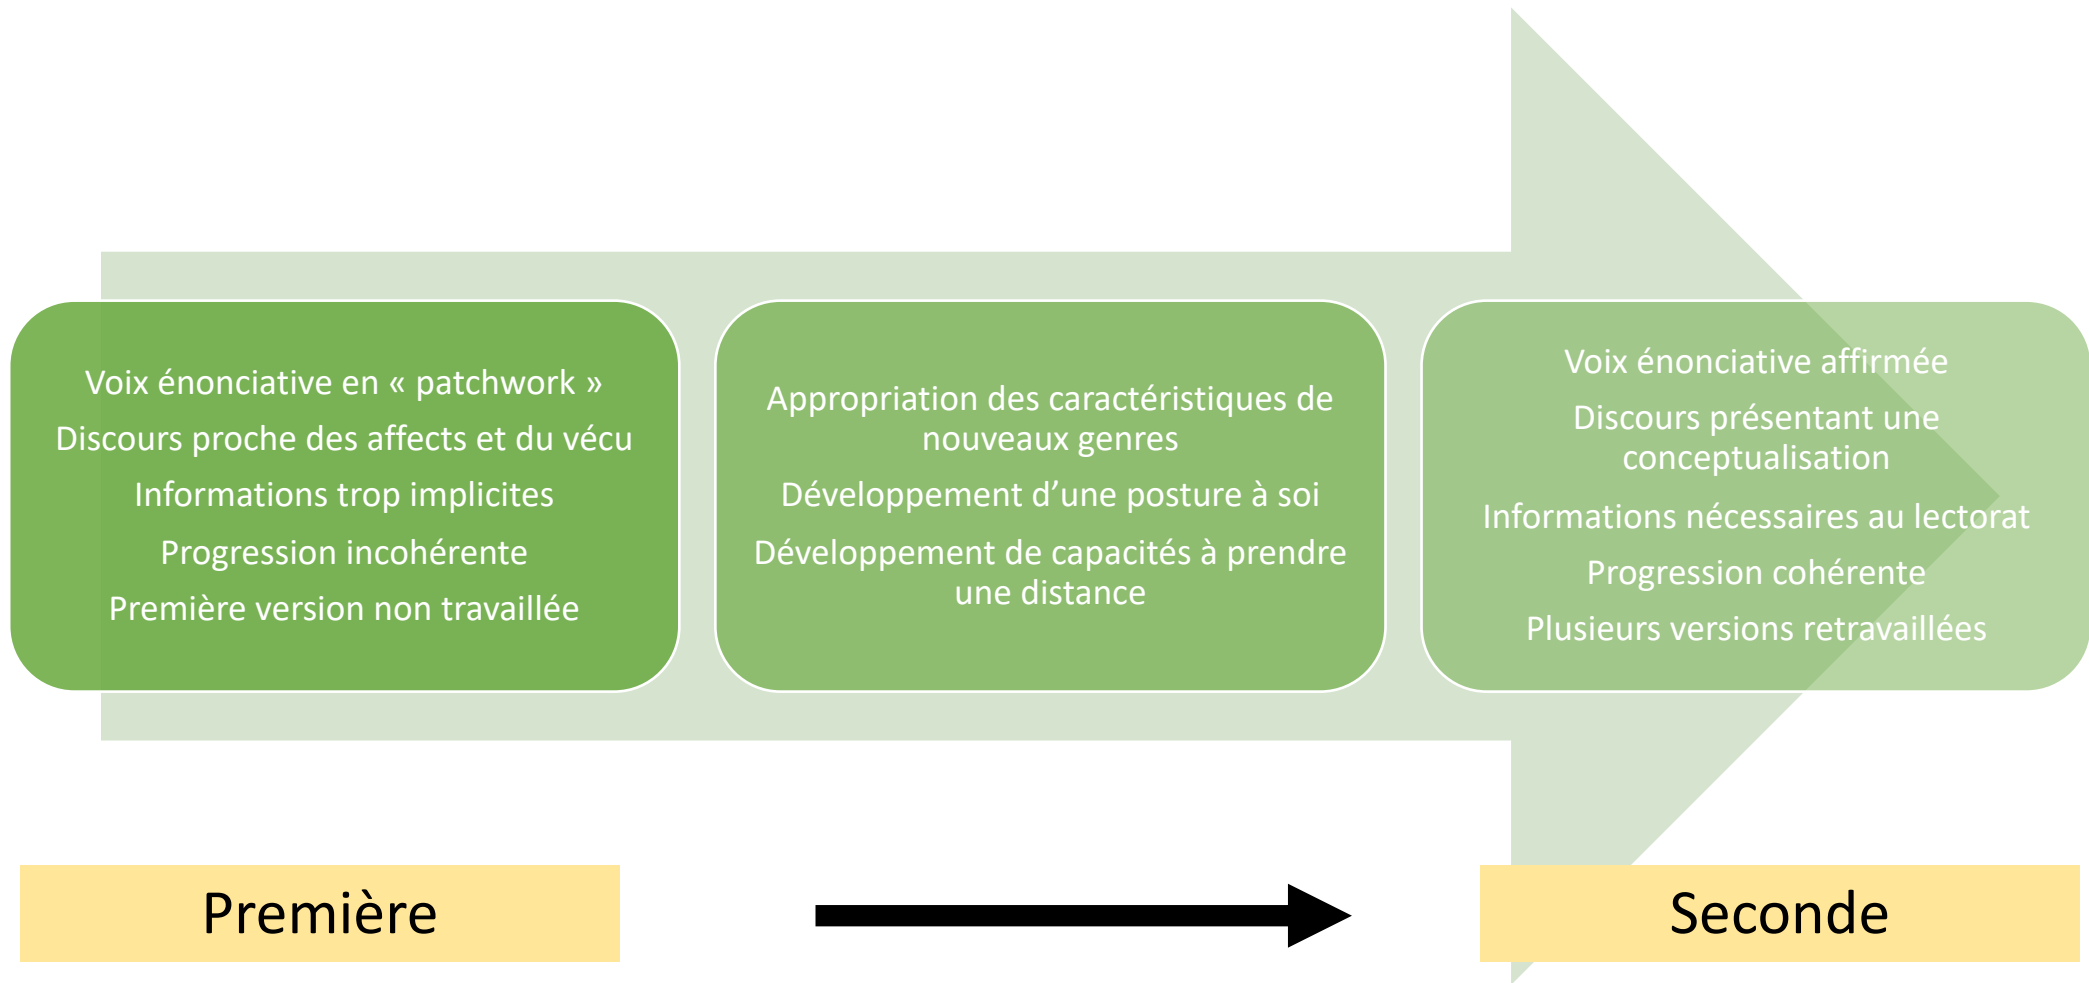 Voix énonciative en « patchwork »
Discours proche des affects et du vécu
Informations trop implicites
Progression incohérente
Première version non travaillée
Appropriation des caractéristiques de
nouveaux genres
Développement d’une posture à soi
Développement de capacités à prendre
une distance
Voix énonciative affirmée
Discours présentant une
conceptualisation
Informations nécessaires au lectorat
Progression cohérente
Plusieurs versions retravaillées
Première
Seconde